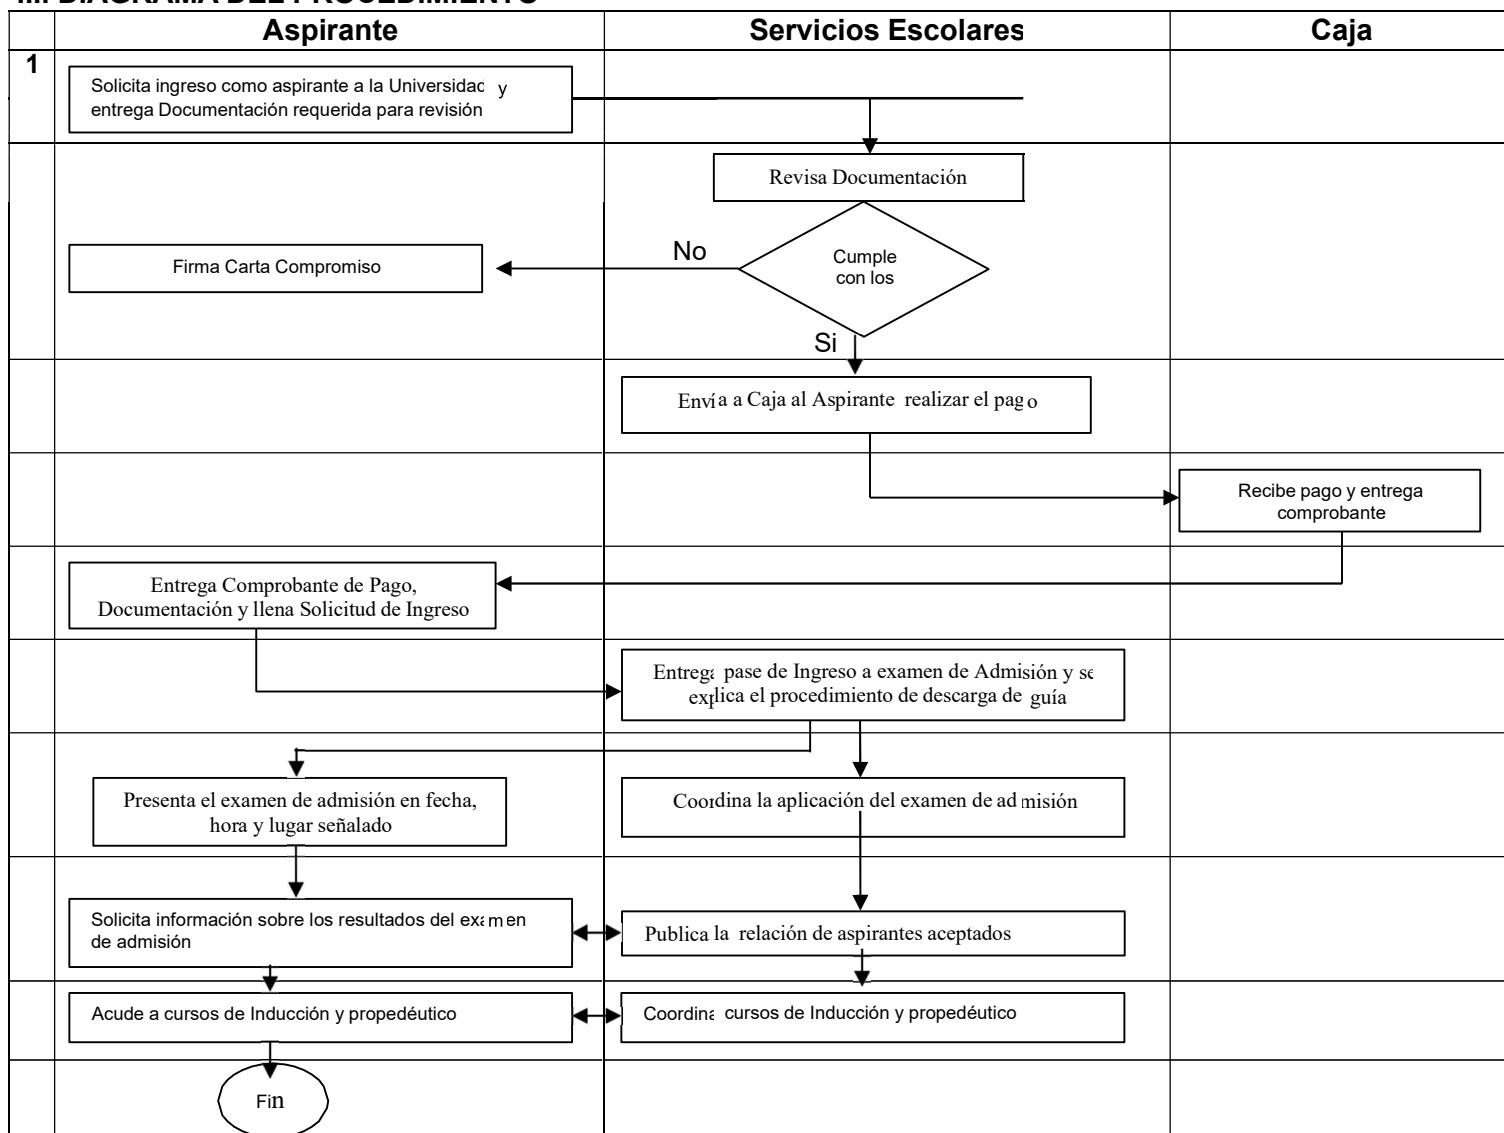 III. DIAGRAMA DEL PROCEDIMIENTO
Aspirante Servicios Escolares Caja
1
Solicita ingreso como aspirante a la Universidad y
entrega Documentación requerida para revisión
Revisa Documentación
No
Cumple
con los
Firma Carta Compromiso
Si
Envía a Caja al Aspirante realizar el pago
Recibe pago y entrega
comprobante
Entrega Comprobante de Pago,
Documentación y llena Solicitud de Ingreso
Entrega pase de Ingreso a examen de Admisión y se
explica el procedimiento de descarga de guía
Presenta el examen de admisión en fecha,
hora y lugar señalado
Coordina la aplicación del examen de admisión
Solicita información sobre los resultados del examen
de admisión
Publica la relación de aspirantes aceptados
Acude a cursos de Inducción y propedéutico
Coordina cursos de Inducción y propedéutico
Fin